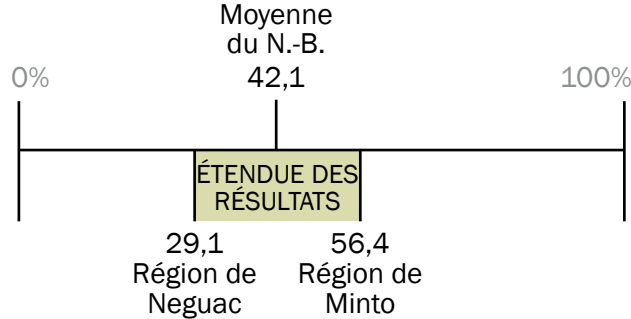 Moyenne
du N.-B.
0% 42,1 100%
ÉTENDUE DES
RÉSULTATS
29,1 56,4
Région de Région de
Neguac Minto